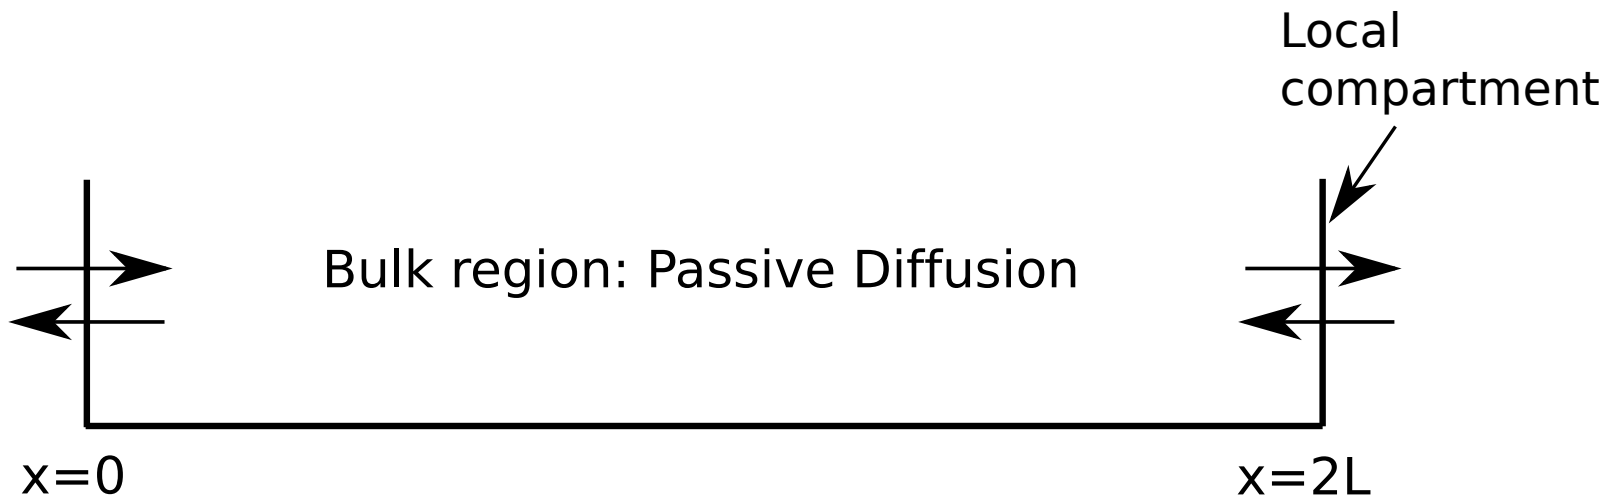 Local
compartment
Bulk region: Passive Diffusion
x=0
x=2L